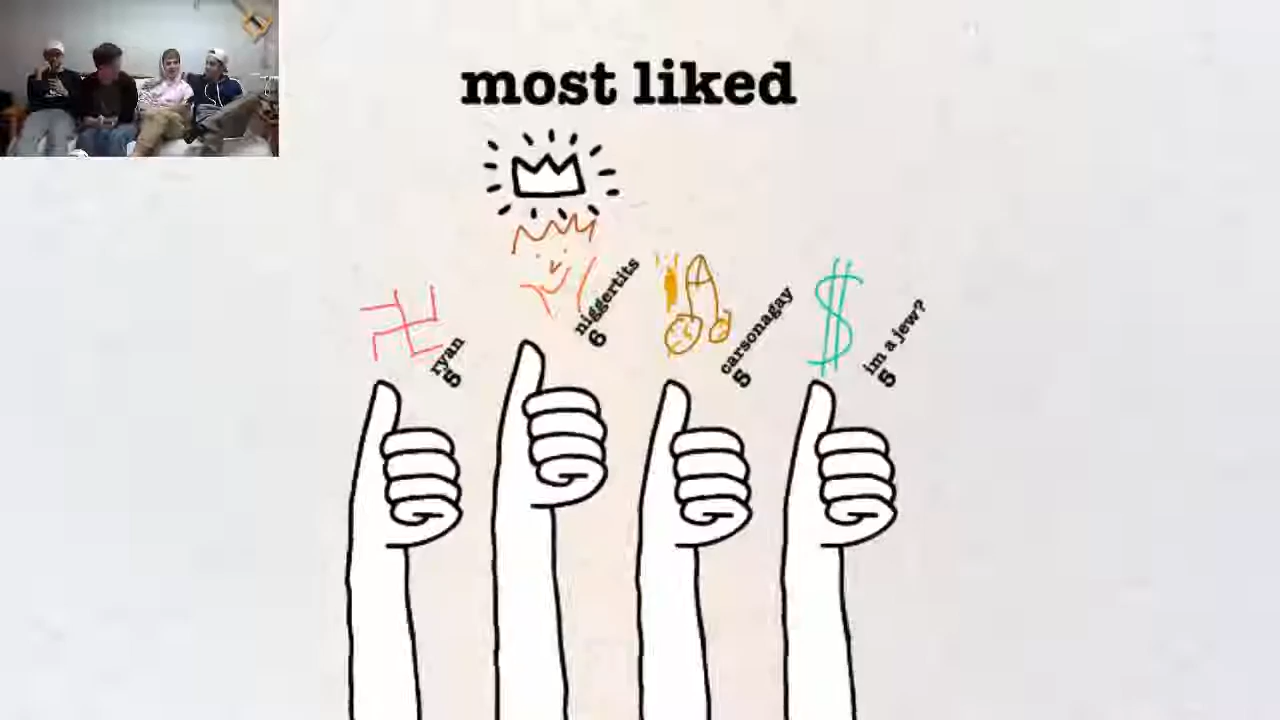 most liked
ryan
5
niggertits
6
carsonagay
5
im a jew?
5